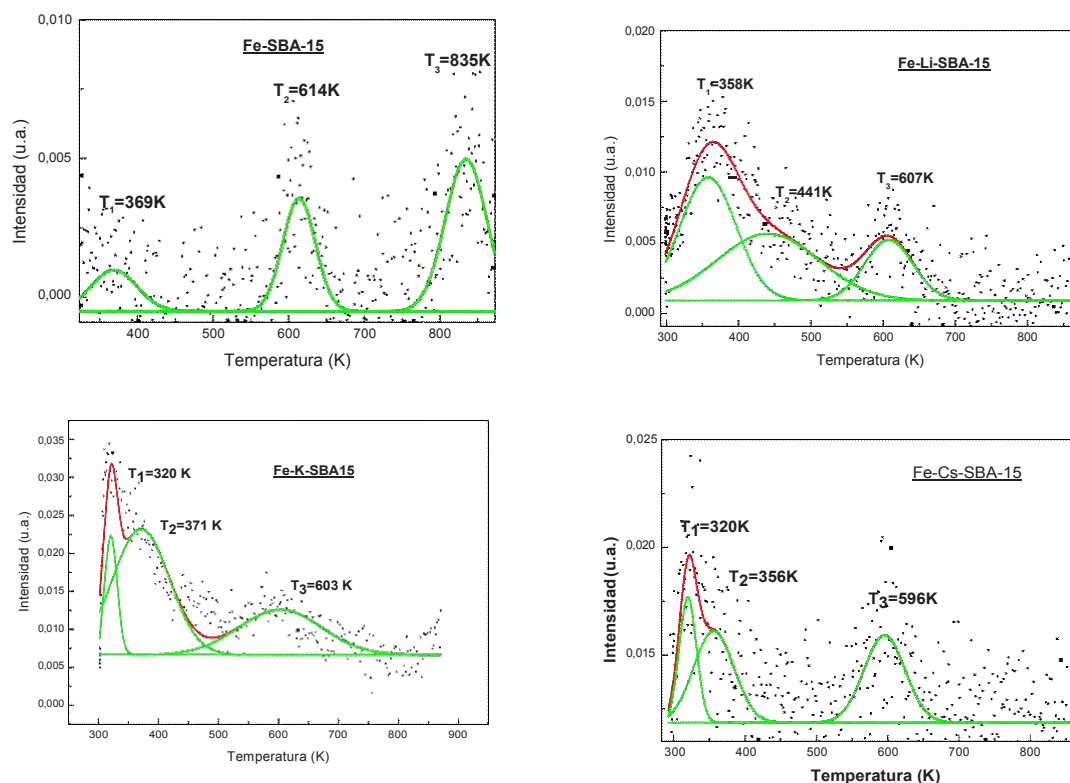 Fe-SBA-15
T1=369K
T2=614K
T3=835K
0,010
0,005
0,000
Intensidad (u.a.)
400 500 600 700 800
Temperatura (K)
Fe-Li-SBA-15
T1=358K
T2=441K
T3=607K
0,020
0,015
0,010
0,005
0,000
Intensidad (u.a.)
300 400 500 600 700 800
Temperatura (K)
Fe-K-SBA15
T1=320 K
T2=371 K
T3=603 K
0,035
0,030
0,025
0,020
0,015
0,010
0,005
0,000
Intensidad (u.a.)
300 400 500 600 700 800 900
Temperatura (K)
Fe-Cs-SBA-15
T1=320K
T2=356K
T3=596K
0,025
0,020
0,015
Intensidad (u.a.)
300 400 500 600 700 800
Temperatura (K)